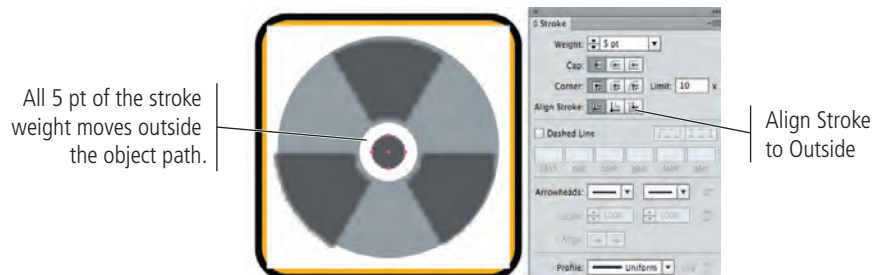 All 5 pt of the stroke
weight moves outside
the object path.
Stroke
Weight: 5 pt
Cap:
Corner: Limit: 10 x
Align Stroke:
Dashed Line
dash gap dash gap dash gap
Arrowheads:
Scale: 100% 100%
Align:
Profile: Uniform
Align Stroke
to Outside